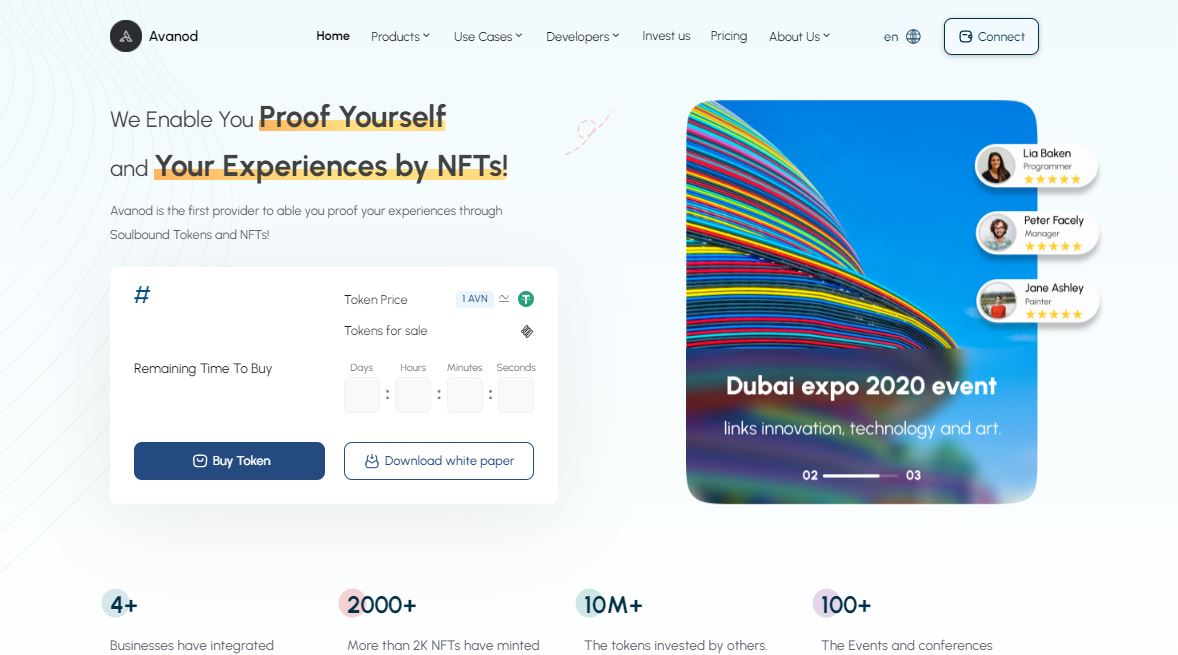 Avanod
Home Products Use Cases Developers Invest us Pricing About Us en Connect
We Enable You Proof Yourself
and Your Experiences by NFTs!
Avanod is the first provider to able you proof your experiences through
Soulbound Tokens and NFTs!
#
Token Price 1 AVN ≃
Tokens for sale
Remaining Time To Buy
Days Hours Minutes Seconds
: : :
Buy Token Download white paper
Lia Baken
Programmer
Peter Facely
Manager
Jane Ashley
Painter
Dubai expo 2020 event
links innovation, technology and art.
02 03
4+ 2000+ 10M+ 100+
Businesses have integrated More than 2K NFTs have minted The tokens invested by others. The Events and conferences